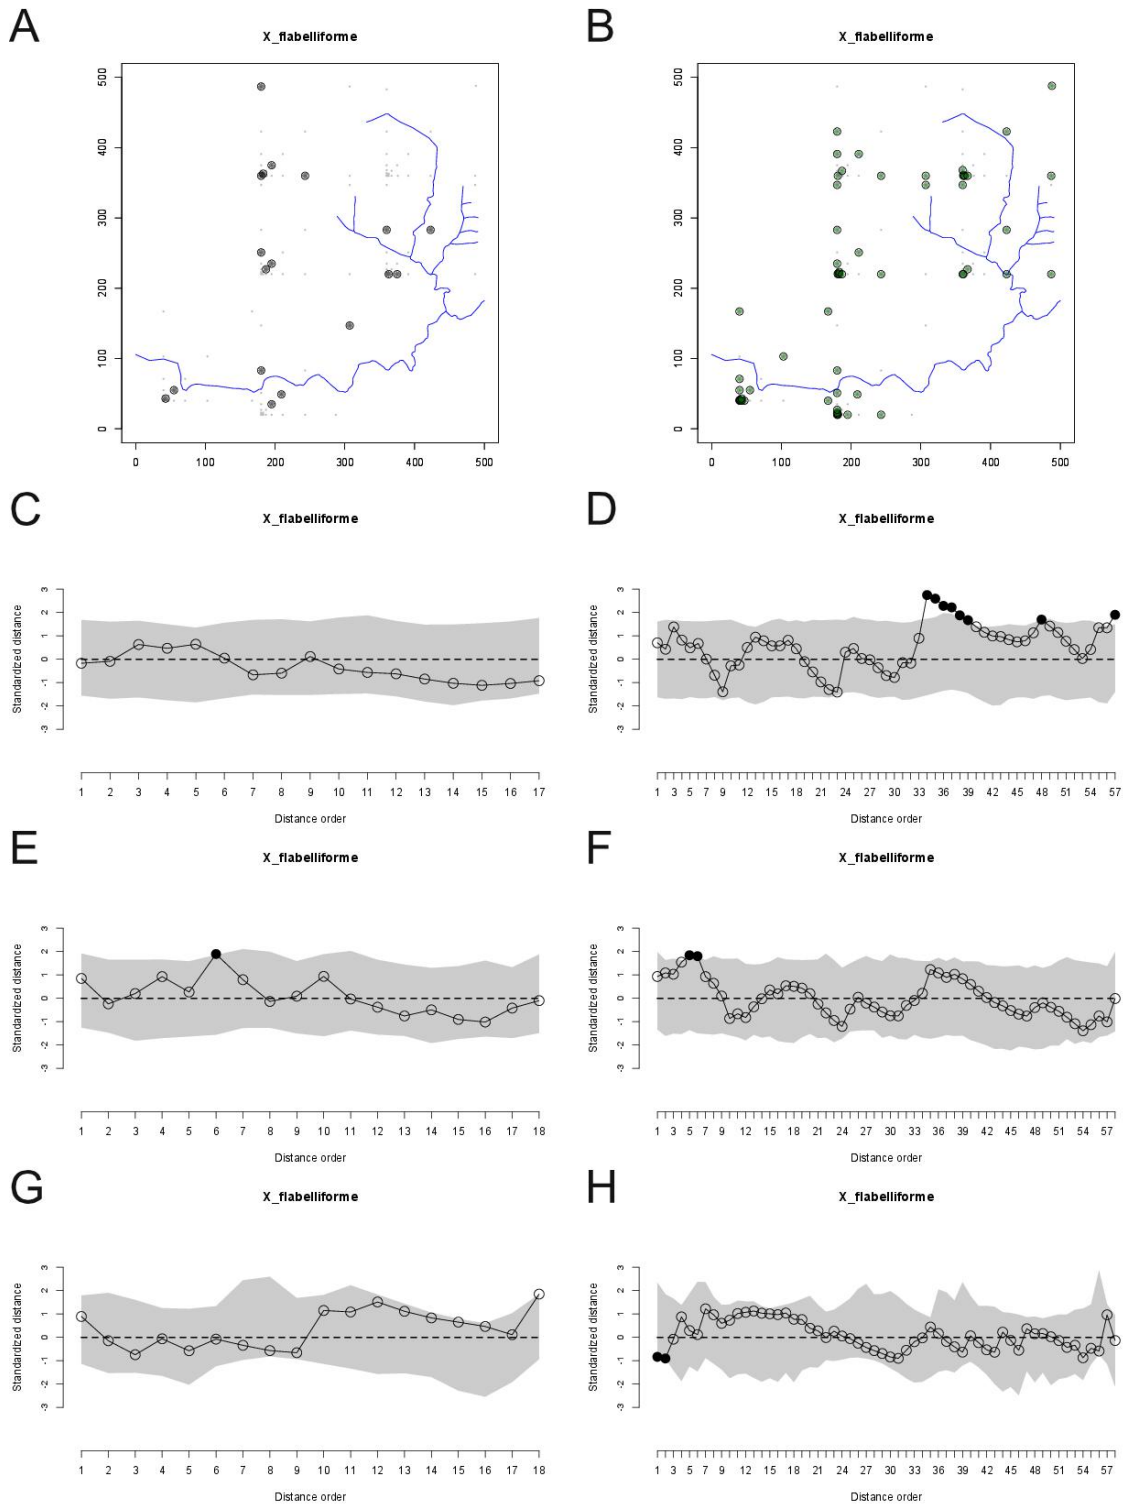 A
B
X_flabelliforme
X_flabelliforme
500
400
300
200
100
0
0 100 200 300 400 500
500
400
300
200
100
0
0 100 200 300 400 500
C
D
X_flabelliforme
X_flabelliforme
Standardized distance
3
2
1
0
-1
-2
-3
1 2 3 4 5 6 7 8 9 10 11 12 13 14 15 16 17
Distance order
Standardized distance
3
2
1
0
-1
-2
-3
1 3 5 7 9 12 15 18 21 24 27 30 33 36 39 42 45 48 51 54 57
Distance order
E
F
X_flabelliforme
X_flabelliforme
Standardized distance
3
2
1
0
-1
-2
-3
1 2 3 4 5 6 7 8 9 10 11 12 13 14 15 16 17 18
Distance order
Standardized distance
3
2
1
0
-1
-2
-3
1 3 5 7 9 12 15 18 21 24 27 30 33 36 39 42 45 48 51 54 57
Distance order
G
H
X_flabelliforme
X_flabelliforme
Standardized distance
3
2
1
0
-1
-2
-3
1 2 3 4 5 6 7 8 9 10 11 12 13 14 15 16 17 18
Distance order
Standardized distance
3
2
1
0
-1
-2
-3
1 3 5 7 9 12 15 18 21 24 27 30 33 36 39 42 45 48 51 54 57
Distance order